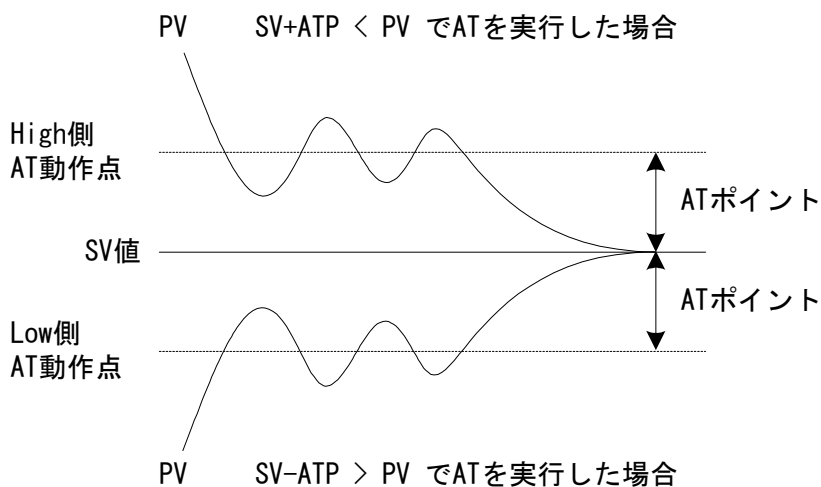 PV SV+ATP < PV でATを実行した場合
High側
AT動作点
ATポイント
SV値
ATポイント
Low側
AT動作点
PV SV−ATP > PV でATを実行した場合